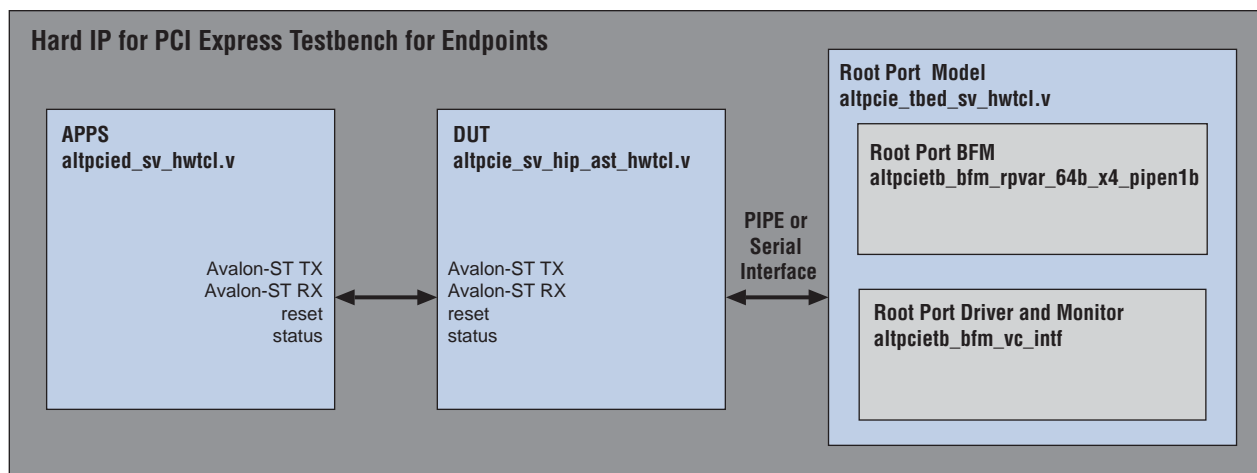 Hard IP for PCI Express Testbench for Endpoints
APPS
altpcied_sv_hwtcl.v
Avalon-ST TX
Avalon-ST RX
reset
status
DUT
altpcie_sv_hip_ast_hwtcl.v
Avalon-ST TX
Avalon-ST RX
reset
status
PIPE or
Serial
Interface
Root Port Model
altpcie_tbed_sv_hwtcl.v
Root Port BFM
altpcietb_bfm_rpvar_64b_x4_pipen1b
Root Port Driver and Monitor
altpcietb_bfm_vc_intf